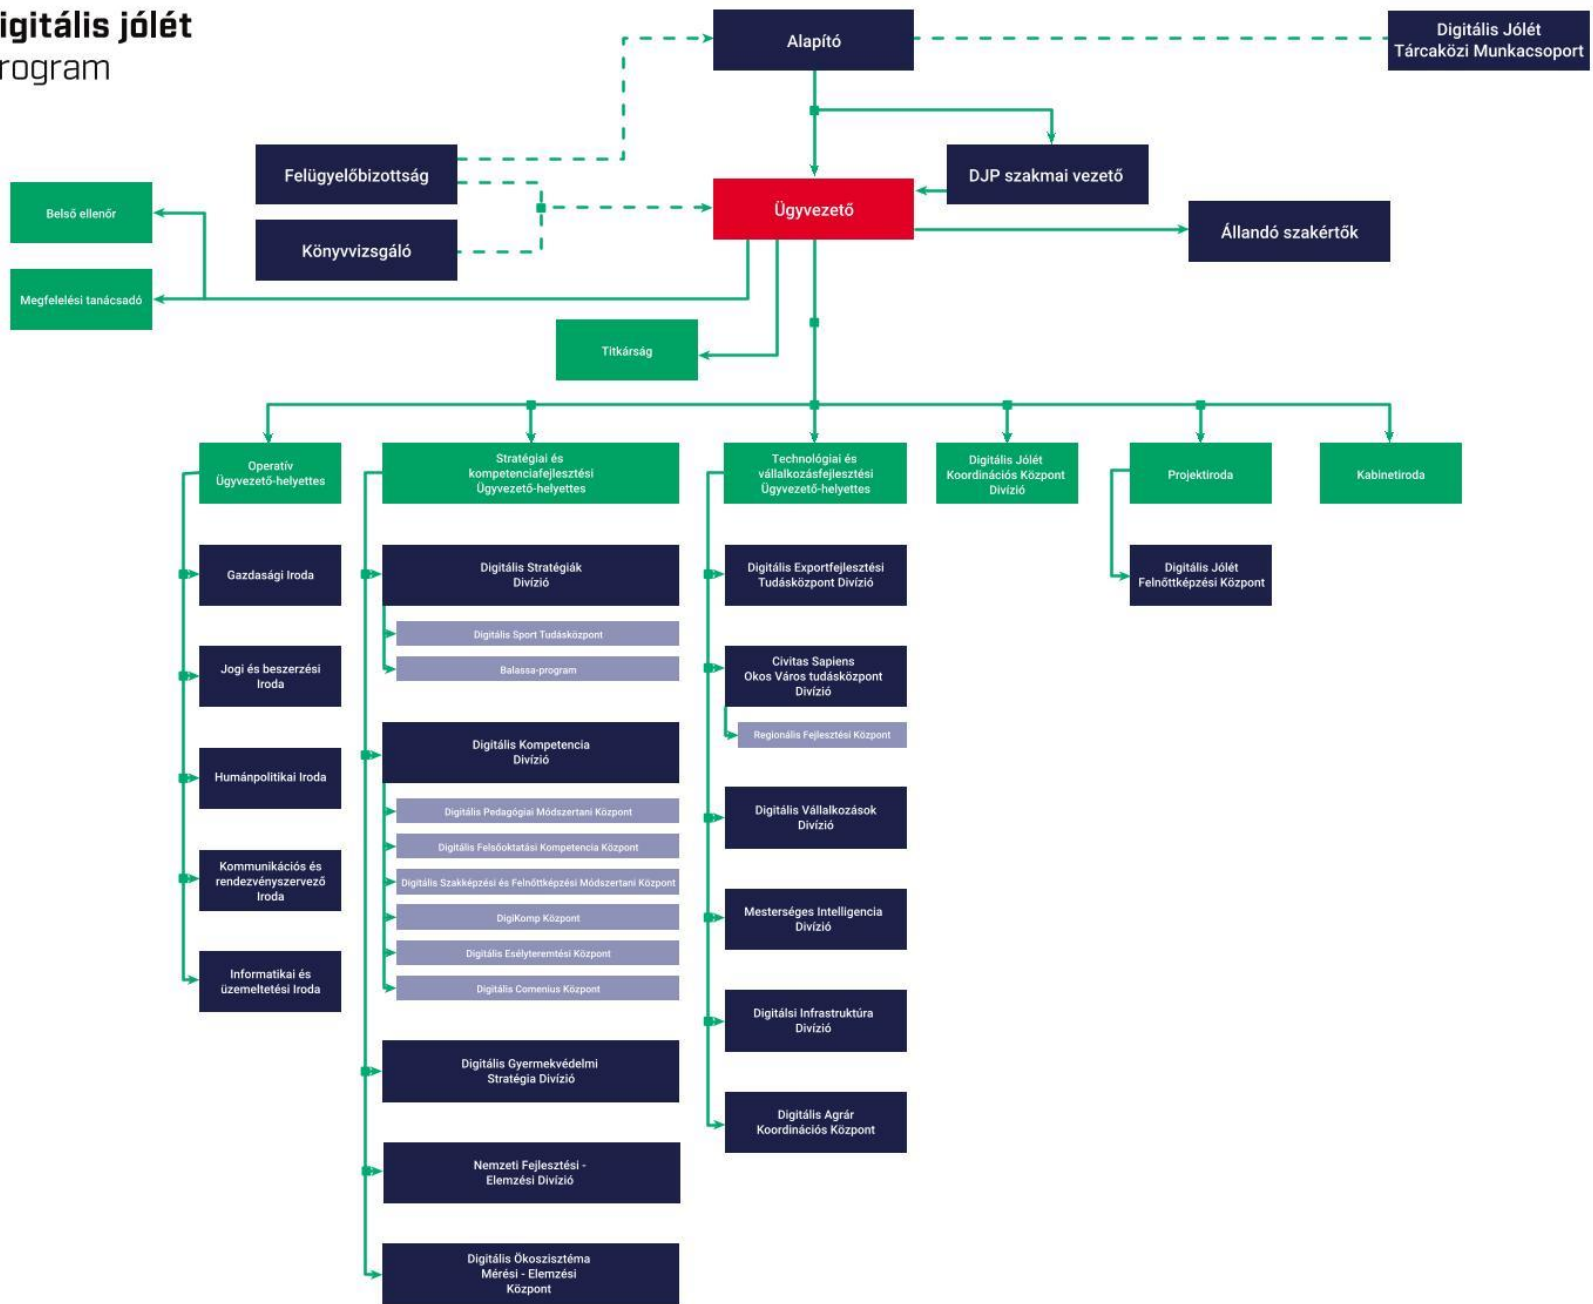 igitális jólét
rogram
Alapító
Digitális Jólét
Tárcaközi Munkacsoport
Felügyelőbizottság
DJP szakmai vezető
Belső ellenőr
Ügyvezető
Könyvvizsgáló
Állandó szakértők
Megfelelési tanácsadó
Titkárság
Operatív
Ügyvezető-helyettes
Stratégiai és
kompetenciafejlesztési
Ügyvezető-helyettes
Technológiai és
vállalkozásfejlesztési
Ügyvezető-helyettes
Digitális Jólét
Koordinációs Központ
Divízió
Projektiroda
Kabinetiroda
Gazdasági Iroda
Jogi és beszerzési
Iroda
Humánpolitikai Iroda
Kommunikációs és
rendezvényszervező
Iroda
Informatikai és
üzemeltetési Iroda
Digitális Stratégiák
Divízió
Digitális Sport Tudásközpont
Balassa-program
Digitális Kompetencia
Divízió
Digitális Pedagógiai Módszertani Központ
Digitális Felsőoktatási Kompetencia Központ
Digitális Szakképzési és Felnőttképzési Módszertani Központ
DigiKomp Központ
Digitális Esélyteremtési Központ
Digitális Comenius Központ
Digitális Gyermekvédelmi
Stratégia Divízió
Nemzeti Fejlesztési -
Elemzési Divízió
Digitális Ökoszisztéma
Mérési - Elemzési
Központ
Digitális Exportfejlesztési
Tudásközpont Divízió
Civitas Sapiens
Okos Város tudásközpont
Divízió
Regionális Fejlesztési Központ
Digitális Vállalkozások
Divízió
Mesterséges Intelligencia
Divízió
Digitálsi Infrastruktúra
Divízió
Digitális Agrár
Koordinációs Központ
Digitális Jólét
Felnőttképzési Központ